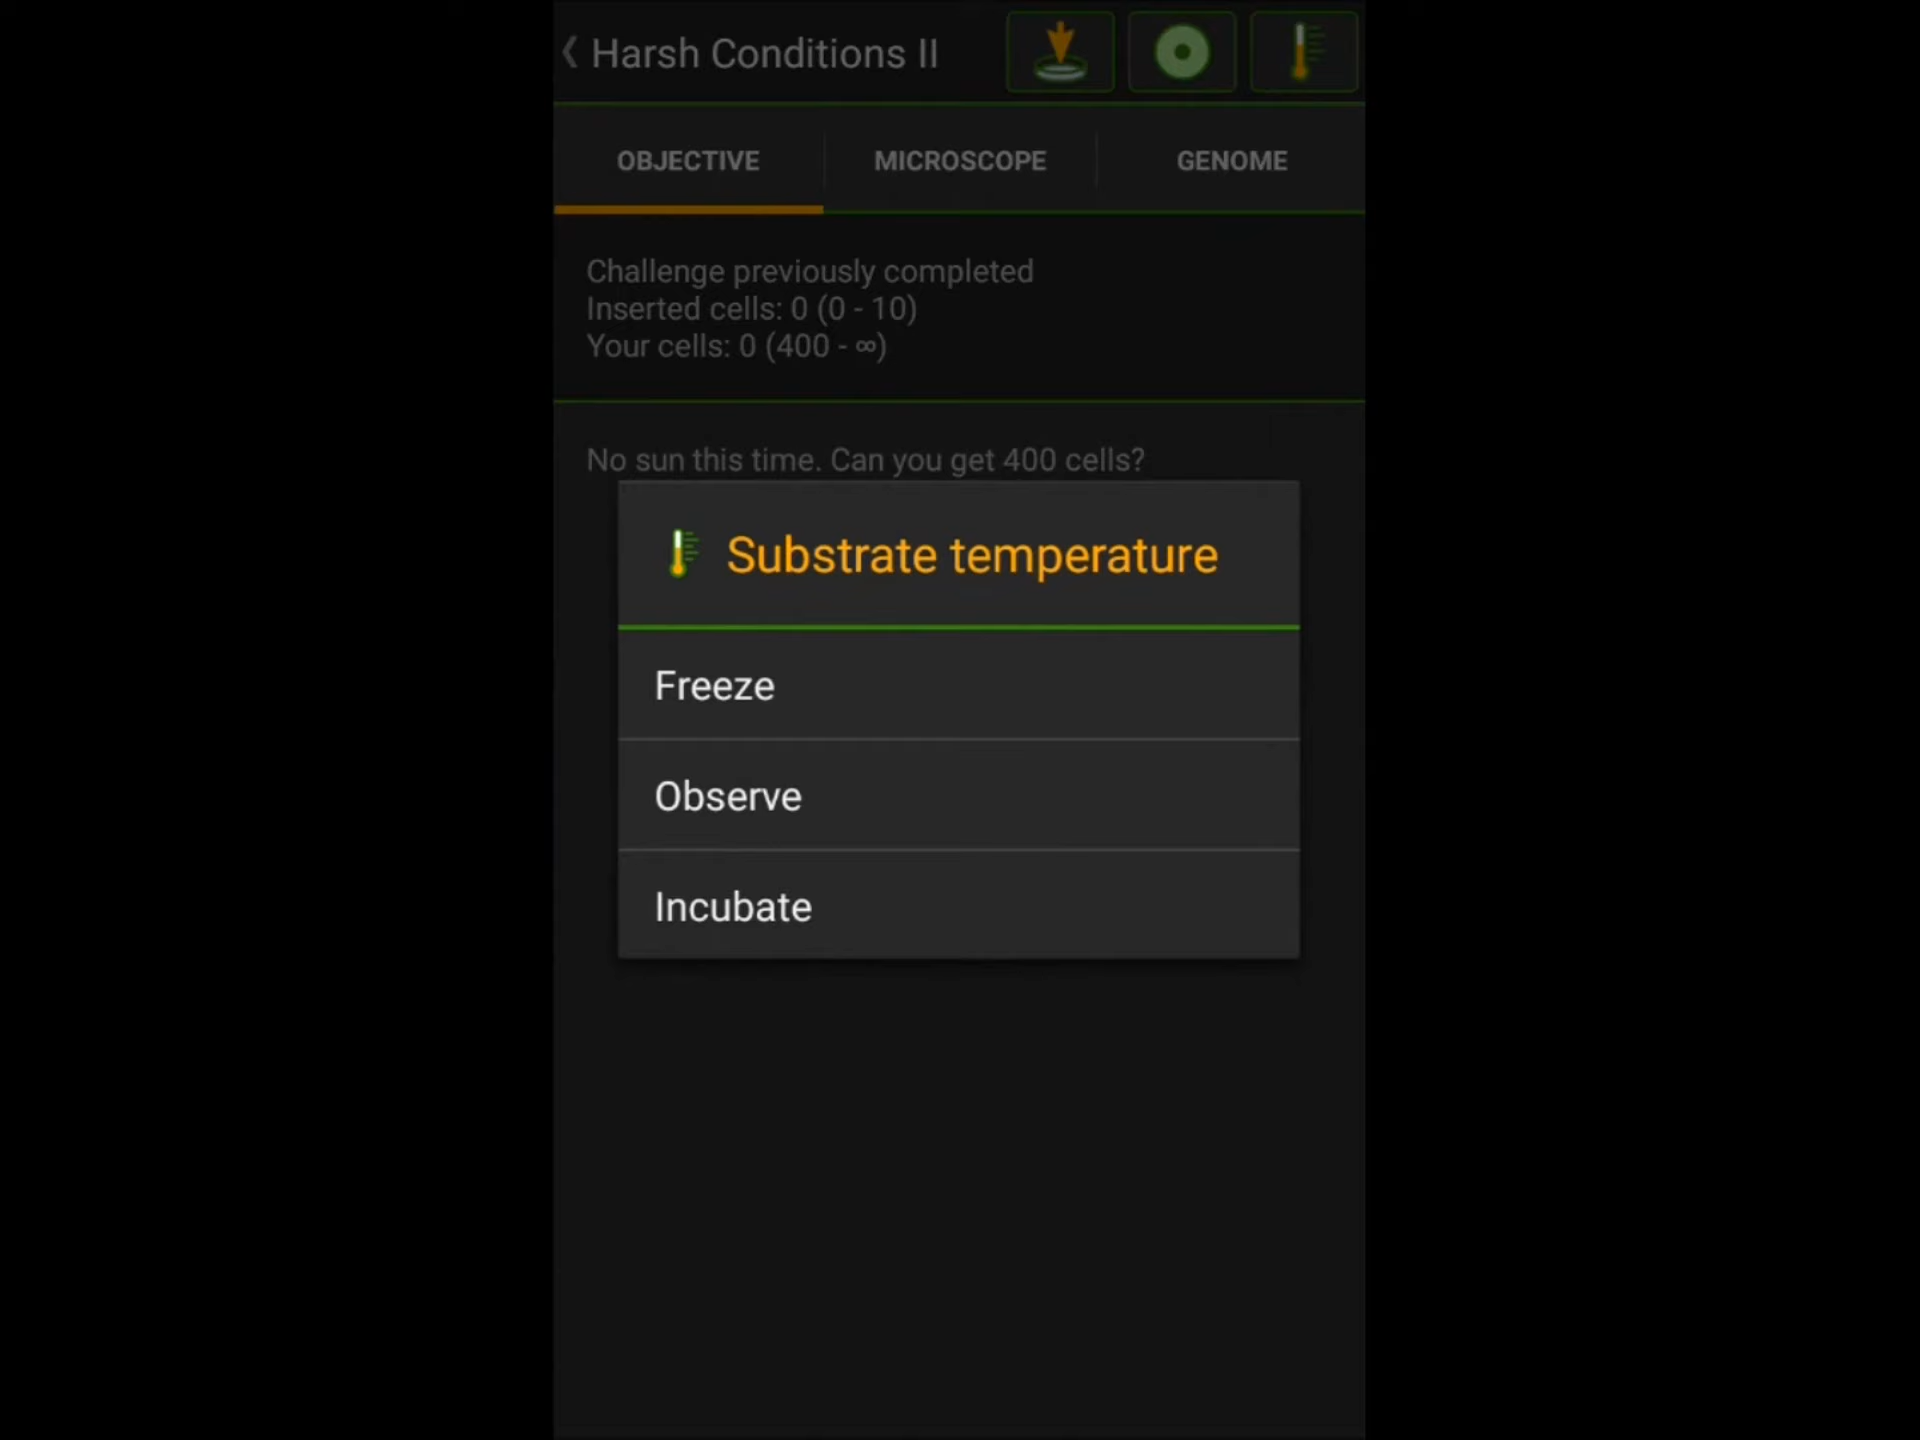 Harsh Conditions II
OBJECTIVE MICROSCOPE GENOME
Challenge previously completed
Inserted cells: 0 (0 - 10)
Your cells: 0 (400 - ∞)
No sun this time. Can you get 400 cells?
Substrate temperature
Freeze
Observe
Incubate